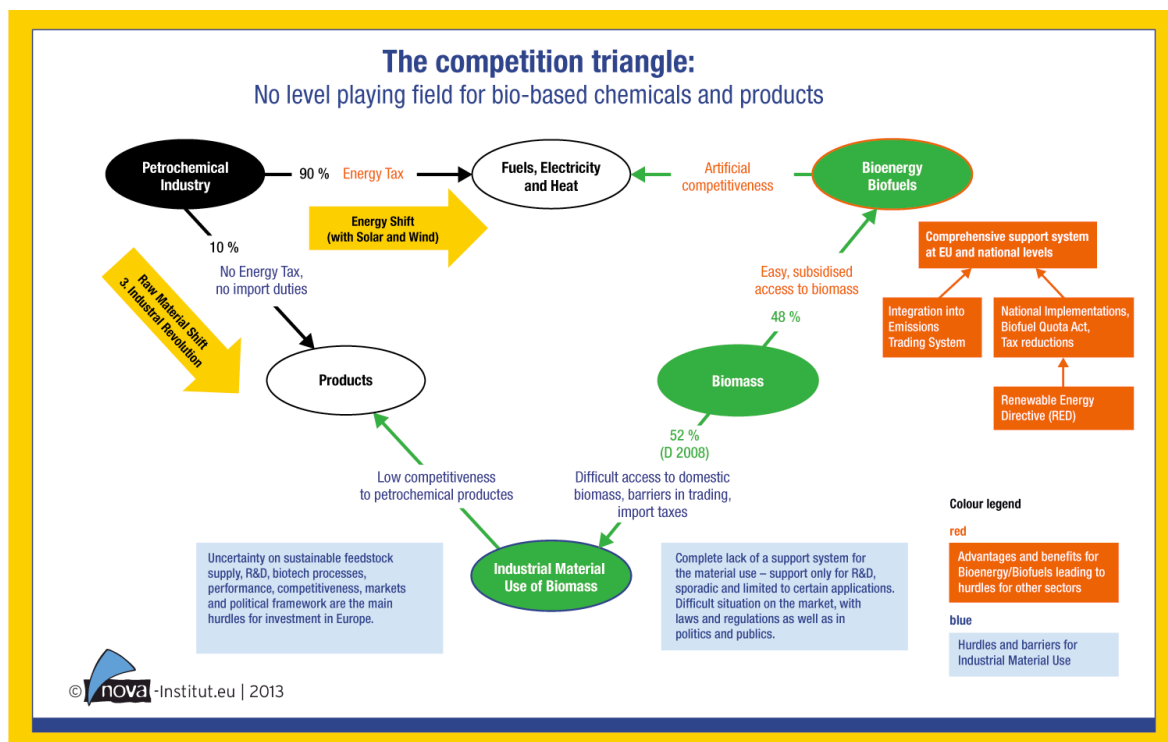 The competition triangle:
No level playing field for bio-based chemicals and products
Petrochemical
Industry
90 %
Energy Tax
Fuels, Electricity
and Heat
Artificial
competitiveness
Bioenergy
Biofuels
Energy Shift
(with Solar and Wind)
10 %
No Energy Tax,
no import duties
Raw Material Shift
3. Industral Revolution
Easy, subsidised
access to biomass
48 %
Comprehensive support system
at EU and national levels
Integration into
Emissions
Trading System
National Implementations,
Biofuel Quota Act,
Tax reductions
Renewable Energy
Directive (RED)
Products
Biomass
52 %
(D 2008)
Low competitiveness
to petrochemical productes
Difficult access to domestic
biomass, barriers in trading,
import taxes
Industrial Material
Use of Biomass
Uncertainty on sustainable feedstock
supply, R&D, biotech processes,
performance, competitiveness, markets
and political framework are the main
hurdles for investment in Europe.
Complete lack of a support system for
the material use – support only for R&D,
sporadic and limited to certain applications.
Difficult situation on the market, with
laws and regulations as well as in
politics and publics.
Colour legend
red
Advantages and benefits for
Bioenergy/Biofuels leading to
hurdles for other sectors
blue
Hurdles and barriers for
Industrial Material Use
© nova-Institut.eu | 2013